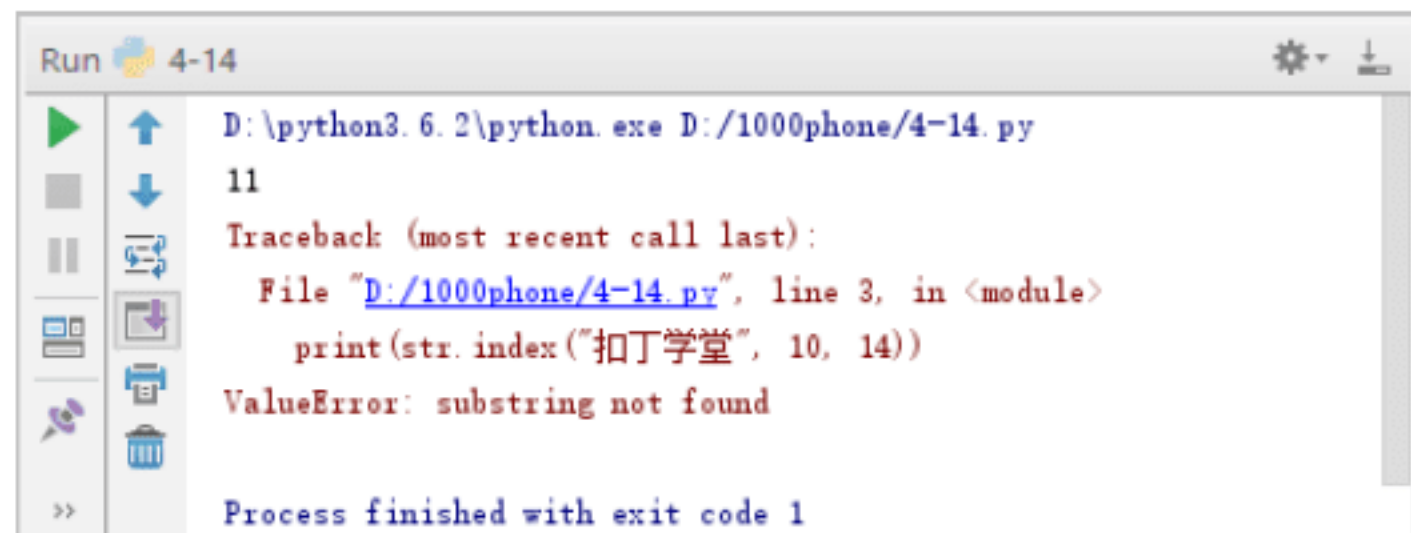 Run 4-14
D:\python3.6.2\python.exe D:/1000phone/4-14.py
11
Traceback (most recent call last):
  File "D:/1000phone/4-14.py", line 3, in <module>
    print(str.index("扣丁学堂", 10, 14))
ValueError: substring not found
Process finished with exit code 1